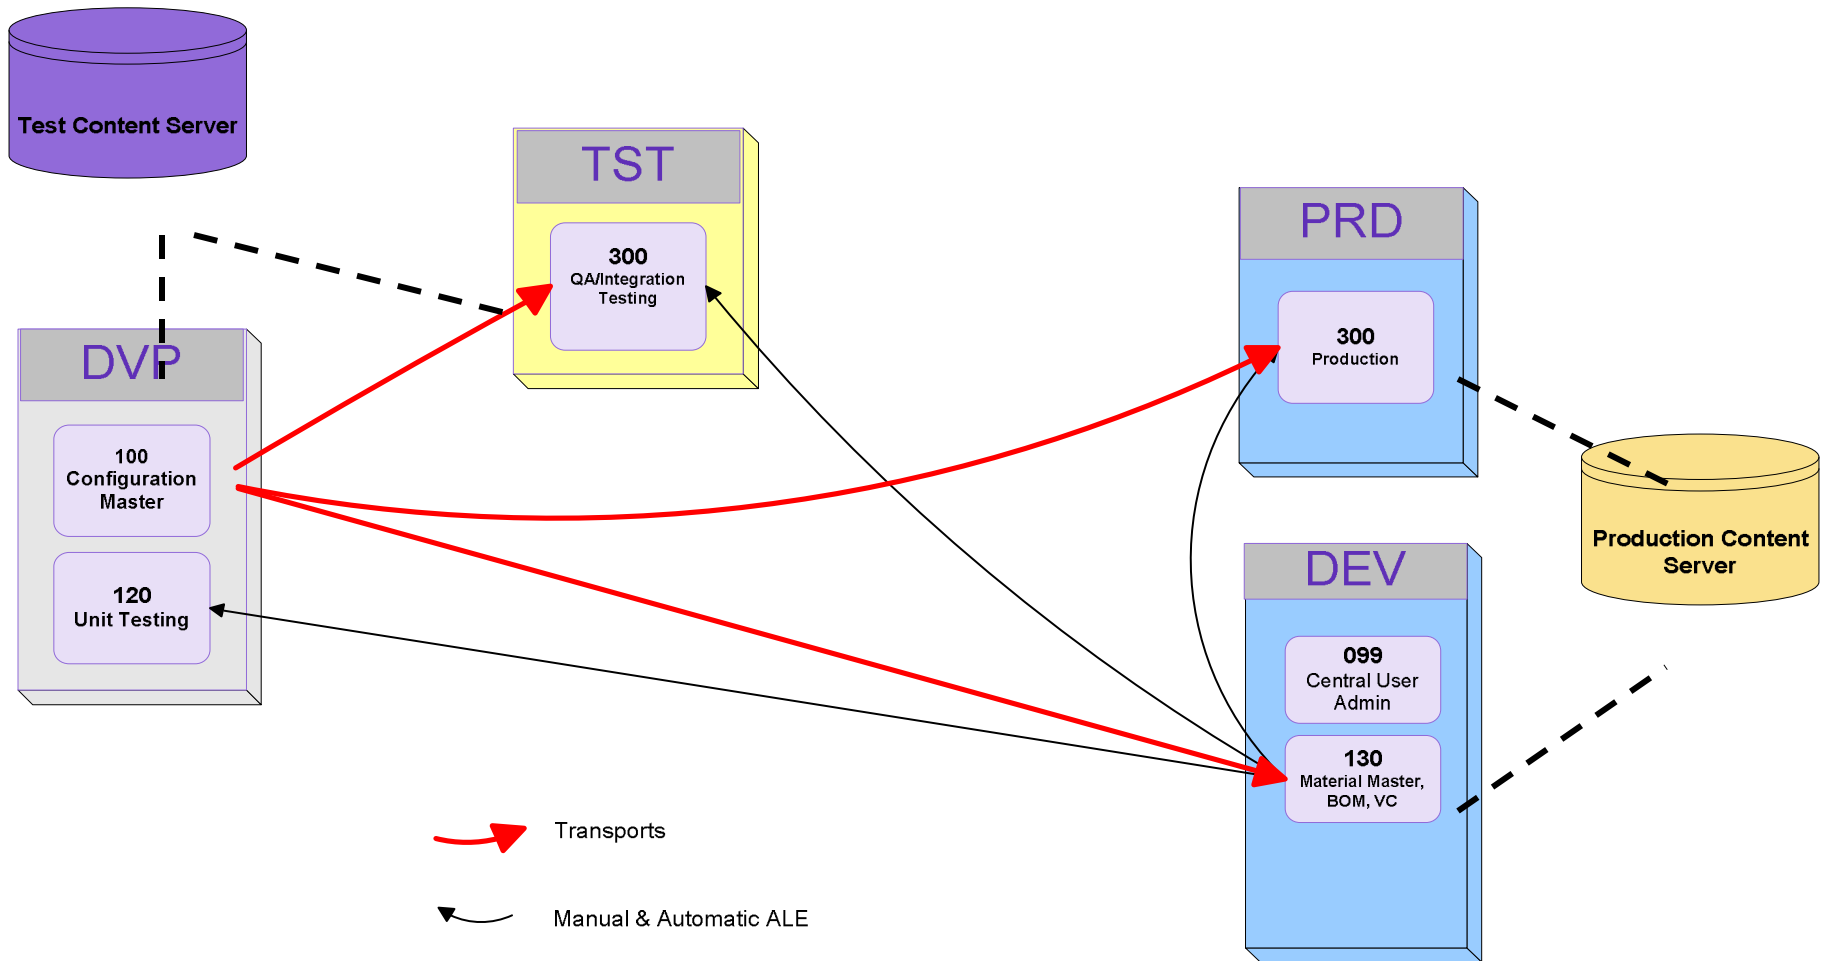 Test Content Server
TST
300
QA/Integration
Testing
PRD
300
Production
DVP
100
Configuration
Master
120
Unit Testing
Production Content
Server
DEV
099
Central User
Admin
130
Material Master,
BOM, VC
Transports
Manual & Automatic ALE